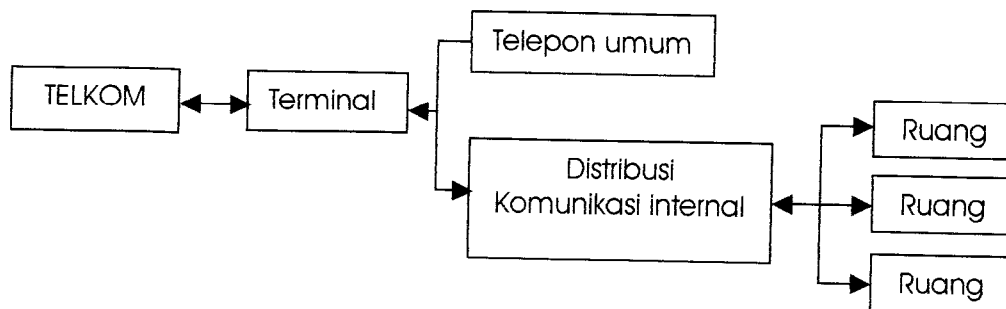 Telepon umum
TELKOM
Terminal
Distribusi
Komunikasi internal
Ruang
Ruang
Ruang